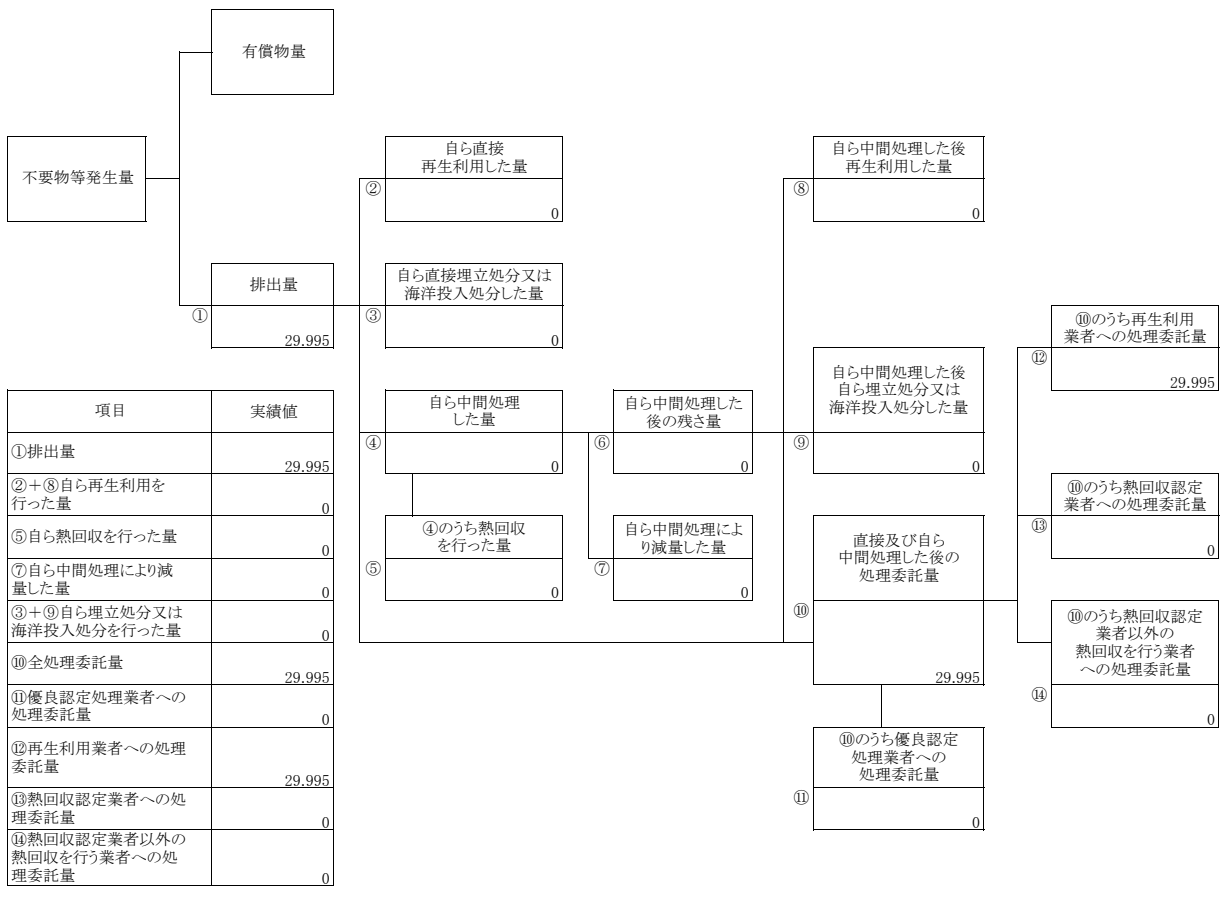 有償物量
不要物等発生量
自ら直接
再生利用した量
②
0
自ら中間処理した後
再生利用した量
⑧
0
排出量
①
29.995
自ら直接埋立処分又は
海洋投入処分した量
③
0
⑩のうち再生利用
業者への処理委託量
⑫
29.995
自ら中間処理
した量
④
0
自ら中間処理した
後の残さ量
⑥
0
自ら中間処理した後
自ら埋立処分又は
海洋投入処分した量
⑨
0
⑩のうち熱回収認定
業者への処理委託量
⑬
0
④のうち熱回収
を行った量
⑤
0
自ら中間処理によ
り減量した量
⑦
0
直接及び自ら
中間処理した後の
処理委託量
⑩
29.995
⑩のうち熱回収認定
業者以外の
熱回収を行う業者
への処理委託量
⑭
0
⑩のうち優良認定
処理業者への
処理委託量
⑪
0
項目 実績値
①排出量
29.995
②＋⑧自ら再生利用を
行った量
0
⑤自ら熱回収を行った量
0
⑦自ら中間処理により減
量した量
0
③＋⑨自ら埋立処分又は
海洋投入処分を行った量
0
⑩全処理委託量
29.995
⑪優良認定処理業者への
処理委託量
0
⑫再生利用業者への処理
委託量
29.995
⑬熱回収認定業者への処
理委託量
0
⑭熱回収認定業者以外の
熱回収を行う業者への処
理委託量
0